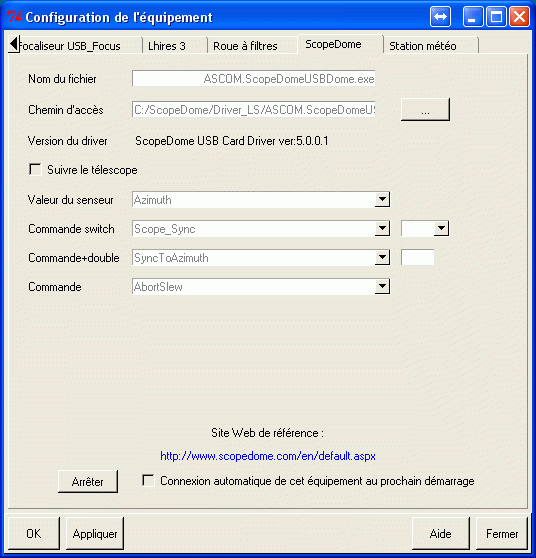 Configuration de l'équipement
Focaliseur USB_Focus
Lhires 3
Roue à filtres
ScopeDome
Station météo
Nom du fichier
ASCOM.ScopeDomeUSBDome.exe
Chemin d'accès
C:/ScopeDome/Driver_LS/ASCOM.ScopeDomeUS
...
Version du driver
ScopeDome USB Card Driver ver:5.0.0.1
Suivre le télescope
Valeur du senseur
Azimuth
Commande switch
Scope_Sync
Commande+double
SyncToAzimuth
Commande
AbortSlew
Site Web de référence :
http://www.scopedome.com/en/default.aspx
Arrêter
Connexion automatique de cet équipement au prochain démarrage
OK
Appliquer
Aide
Fermer